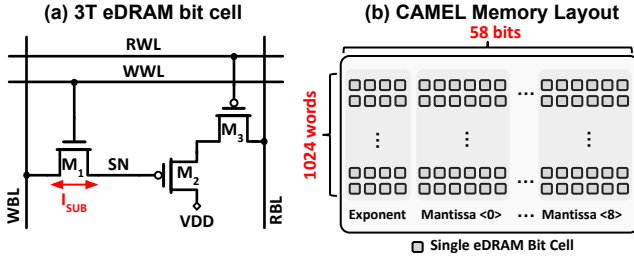 (a) 3T eDRAM bit cell
RWL
WWL
M3
M1
SN
M2
ISUB
VDD
WBL
RBL
(b) CAMEL Memory Layout
58 bits
1024 words
...
⋮ ⋮ ⋮
Exponent Mantissa <0> ... Mantissa <8>
Single eDRAM Bit Cell